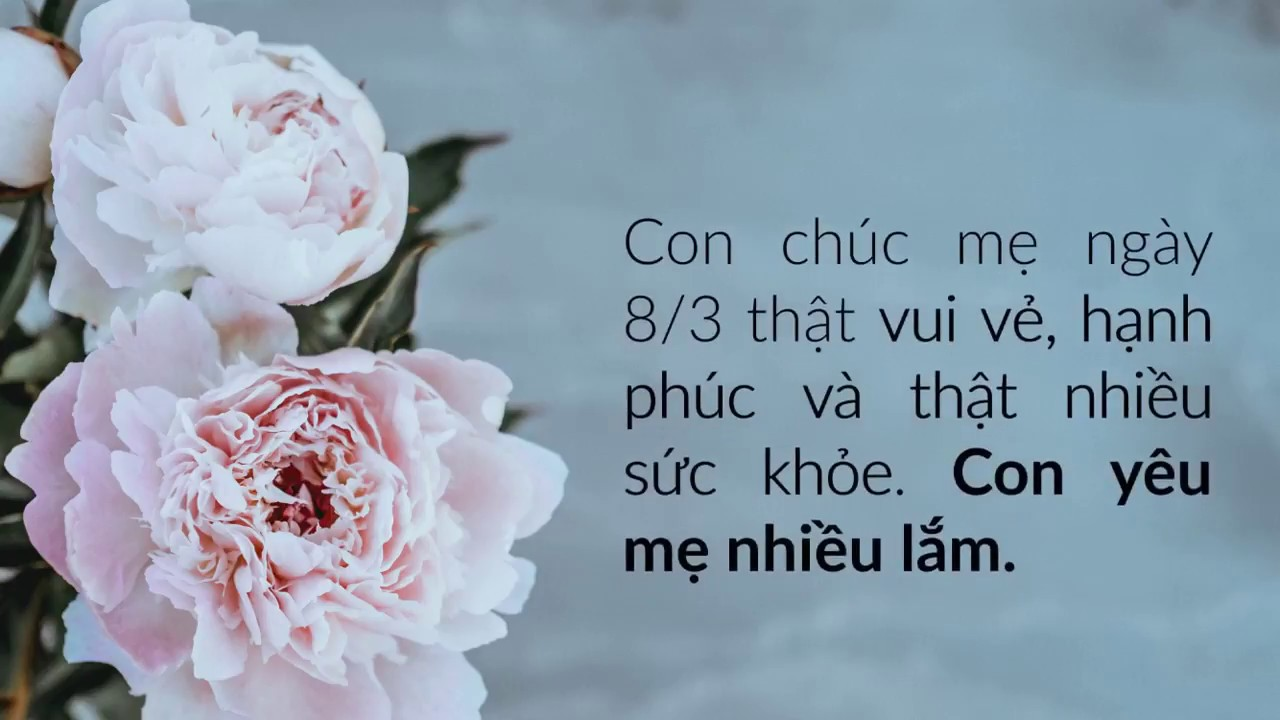 Con chúc mẹ ngày
8/3 thật vui vẻ, hạnh
phúc và thật nhiều
sức khỏe. Con yêu
mẹ nhiều lắm.